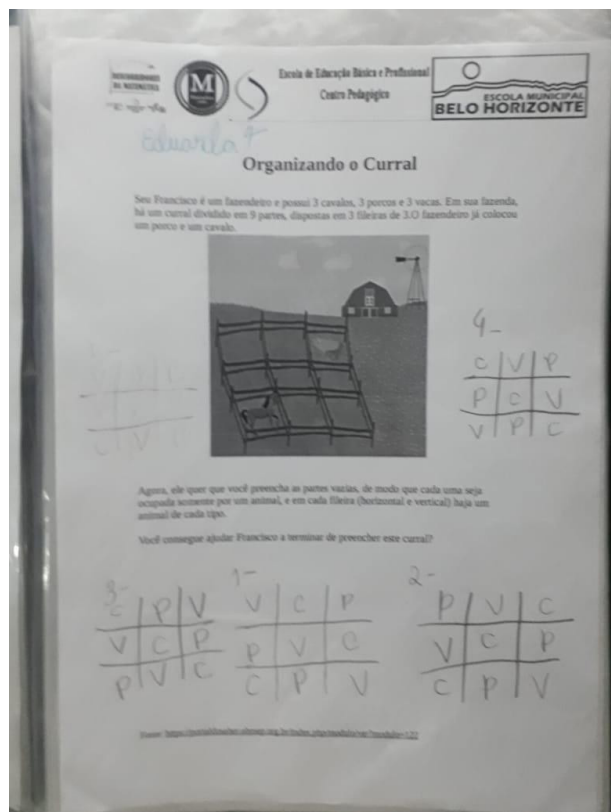 M
Escola de Educação Básica e Profissional
Centro Pedagógico
ESCOLA MUNICIPAL
BELO HORIZONTE
Eduarda
Organizando o Curral
Seu Francisco é um fazendeiro e possui 3 cavalos, 3 porcos e 3 vacas. Em sua fazenda,
há um curral dividido em 9 partes, dispostas em 3 fileiras de 3.O fazendeiro já colocou
um porco e um cavalo.
4-
C V P
P C V
V P C
C V
Agora, ele quer que você preencha as partes vazias, de modo que cada uma seja
ocupada somente por um animal, e em cada fileira (horizontal e vertical) haja um
animal de cada tipo.
Você consegue ajudar Francisco a terminar de preencher este curral?
3-
C P V
V C P
P V C
1-
V C P
P V C
C P V
2-
P V C
V C P
C P V
Fonte: